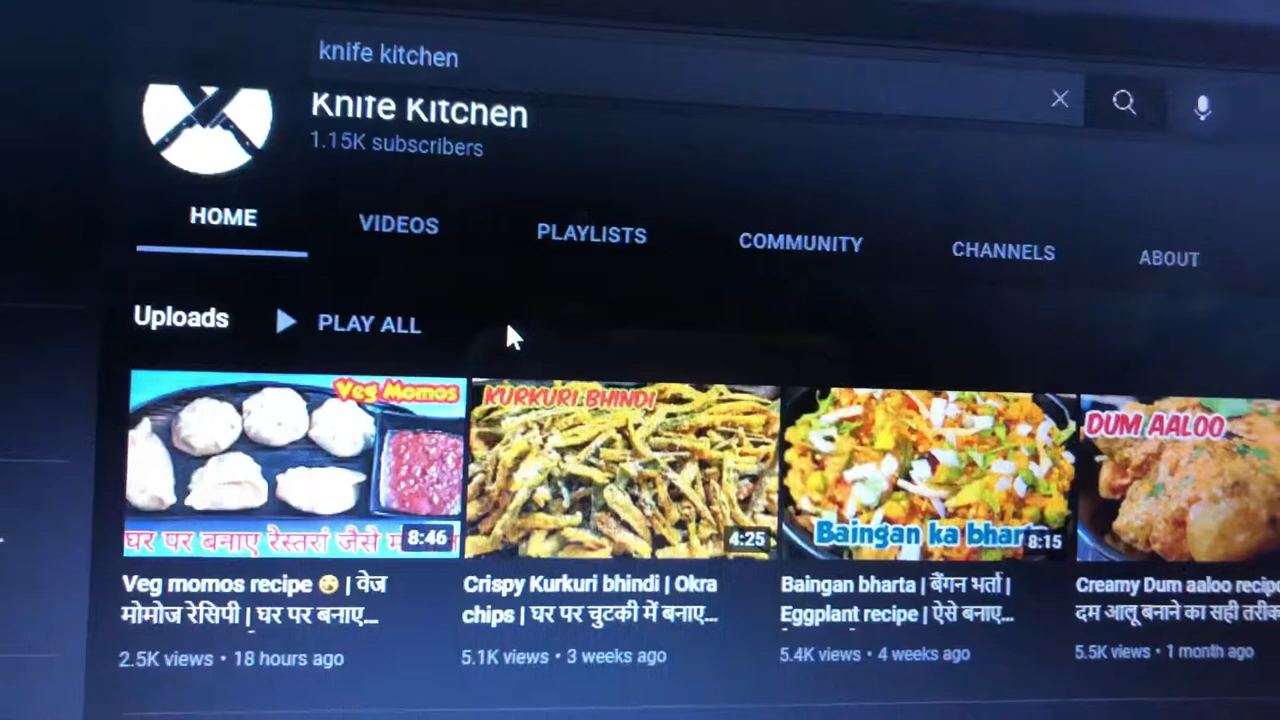 knife kitchen
Knife Kitchen
1.15K subscribers
HOME VIDEOS PLAYLISTS COMMUNITY CHANNELS ABOUT
Uploads PLAY ALL
Veg Momos
घर पर बनाए रैस्तरां जैसे
8:46
KURKURI BHINDI
4:25
Baingan ka bhar
8:15
DUM AALOO
Veg momos recipe 😋 | वेज
मोमोज रेसिपी | घर पर बनाए...
2.5K views • 18 hours ago
Crispy Kurkuri bhindi | Okra
chips | घर पर चुटकी में बनाए...
5.1K views • 3 weeks ago
Baingan bharta | बैंगन भर्ता |
Eggplant recipe | ऐसे बनाए...
5.4K views • 4 weeks ago
Creamy Dum aaloo recip
दम आलू बनाने का सही
5.5K views • 1 month ago